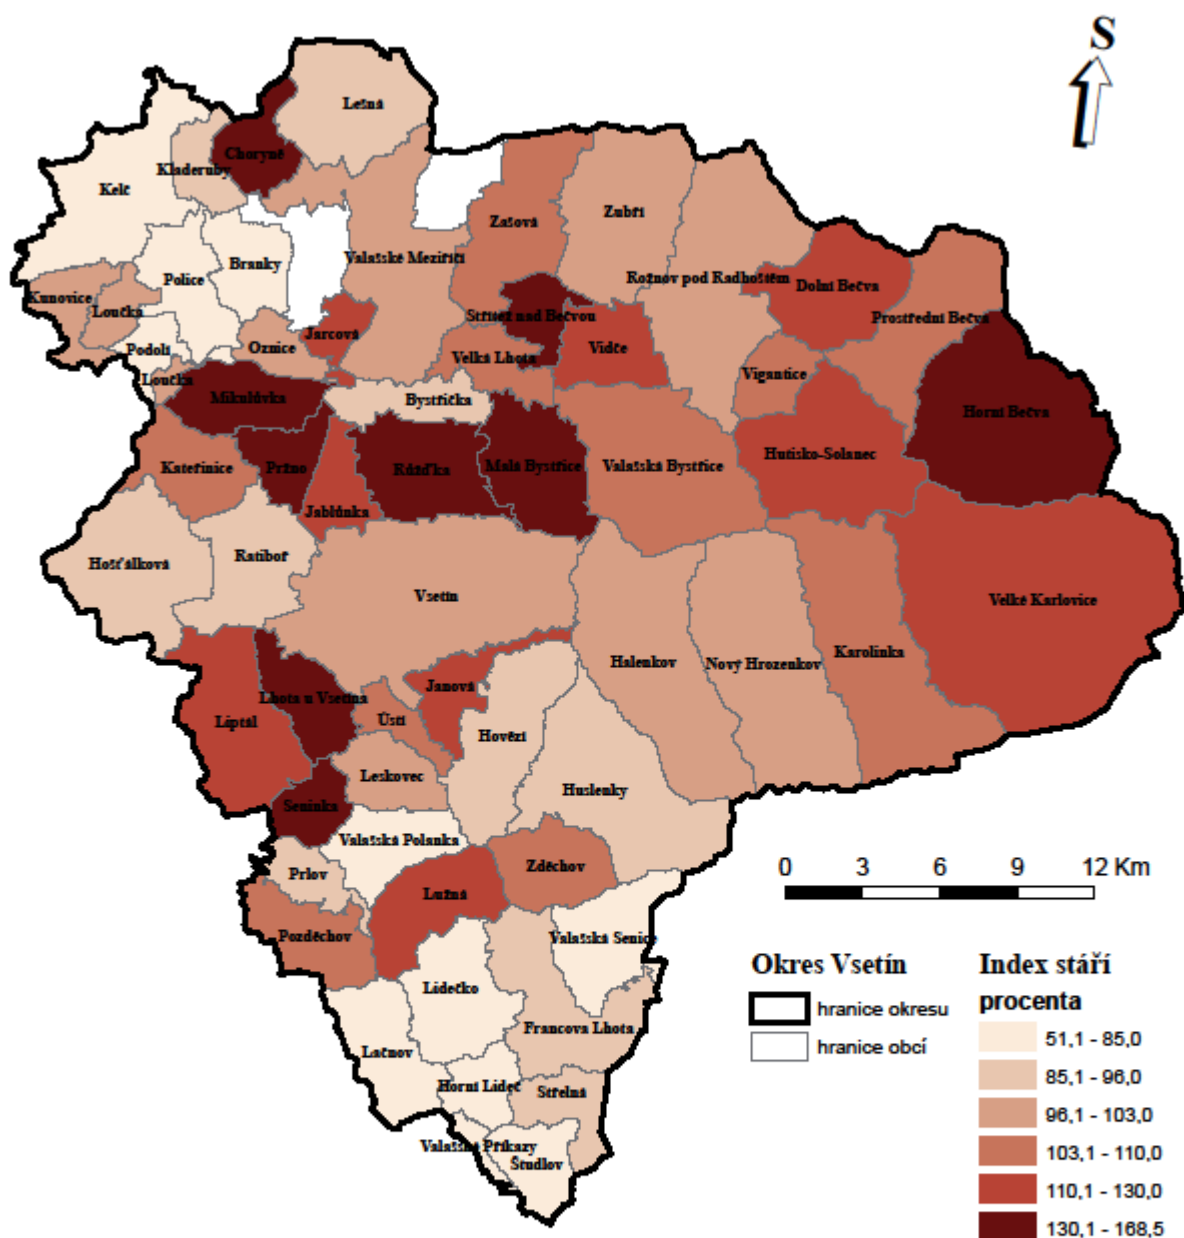 S
Lešná
Choryně
Kladeruby
Kelč
Zašová
Zubří
Branky
Valašské Meziříčí
Police
Rožnov pod Radhoštěm
Dolní Bečva
Kunovice
Loučka
Střítež nad Bečvou
Prostřední Bečva
Jarcová
Podolí
Oznice
Velká Lhota
Vidče
Vigantice
Loučka
Mikulůvka
Bystřička
Horní Bečva
Kateřinice
Pržno
Růžďka
Malá Bystřice
Valašská Bystřice
Hutisko-Solanec
Jablůnka
Hošťálková
Ratiboř
Vsetín
Velké Karlovice
Halenkov
Nový Hrozenkov
Karolinka
Lhota u Vsetína
Janová
Liptál
Ústí
Hovězí
Leskovec
Huslenky
Seninka
Valašská Polanka
Prlov
Zděchov
Lužná
Pozděchov
Valašská Senice
Lidečko
Francova Lhota
Lačnov
Horní Lideč
Střelná
Valašské Příkazy
Študlov
0 3 6 9 12 Km
Okres Vsetín
hranice okresu
hranice obcí
Index stáří
procenta
51,1 - 85,0
85,1 - 96,0
96,1 - 103,0
103,1 - 110,0
110,1 - 130,0
130,1 - 168,5